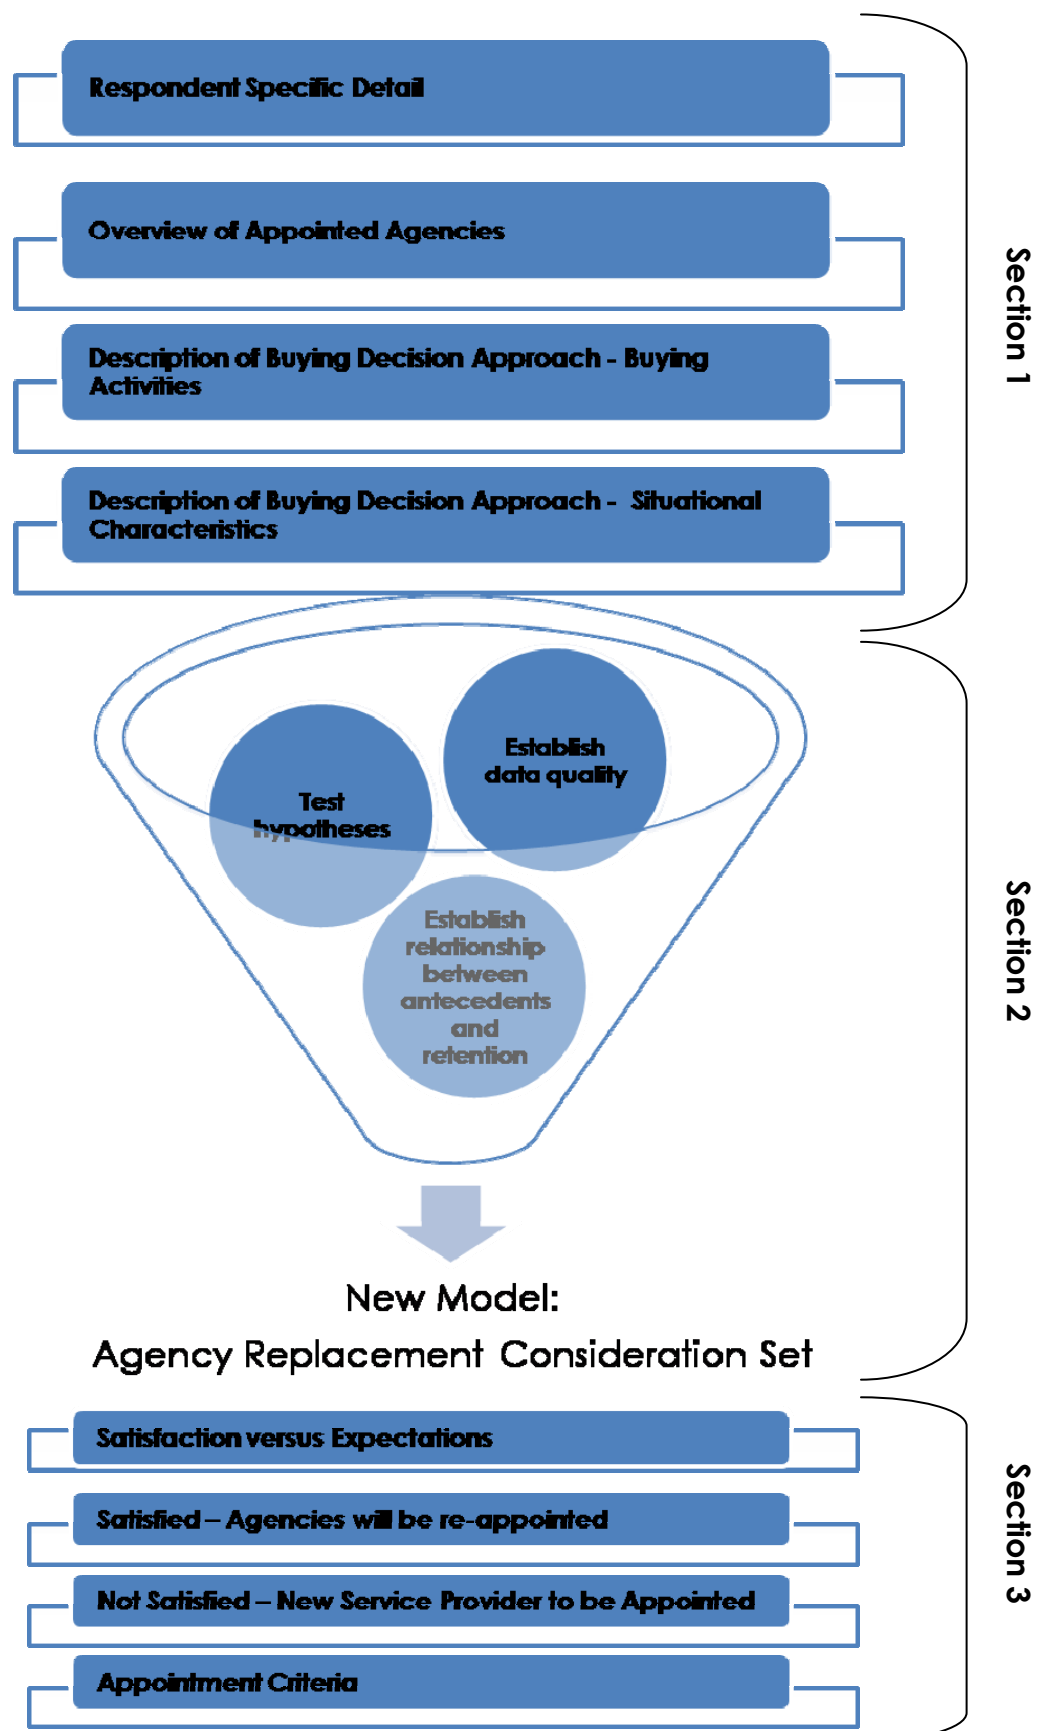 Respondent Specific Detail
Overview of Appointed Agencies
Description of Buying Decision Approach - Buying
Activities
Description of Buying Decision Approach -  Situational
Characteristics
Section 1
Establish
data quality
Test
hypotheses
Establish
relationship
between
antecedents
and
retention
New Model:
Agency Replacement Consideration Set
Section 2
Satisfaction versus Expectations
Satisfied – Agencies will be re-appointed
Not Satisfied – New Service Provider to be Appointed
Appointment Criteria
Section 3